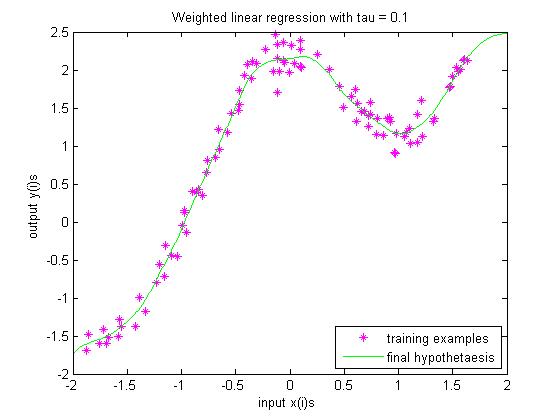 Weighted linear regression with tau = 0.1
2.5
2
1.5
1
0.5
0
-0.5
-1
-1.5
-2
output y(i)s
training examples
final hypothetaesis
-2 -1.5 -1 -0.5 0 0.5 1 1.5 2
input x(i)s